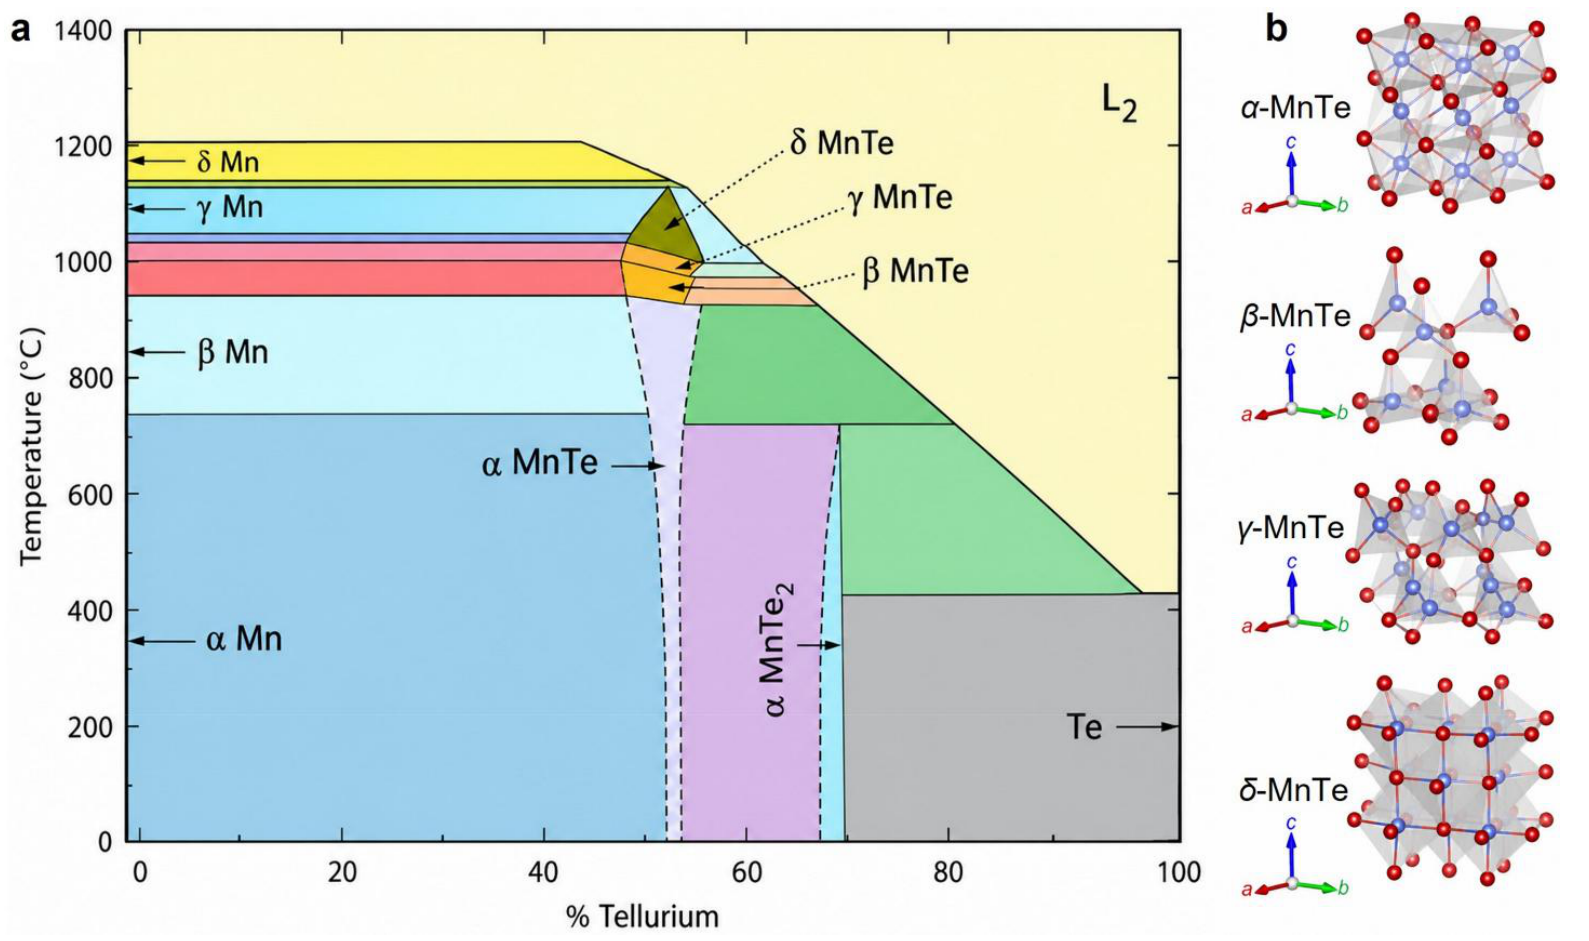 a
Temperature (°C)
1400
1200
1000
800
600
400
200
0
0
20
40
60
80
100
% Tellurium
L2
δ Mn
γ Mn
β Mn
α Mn
δ MnTe
γ MnTe
β MnTe
α MnTe
α MnTe2
Te
b
α-MnTe
c
a
b
β-MnTe
c
a
b
γ-MnTe
c
a
b
δ-MnTe
c
a
b